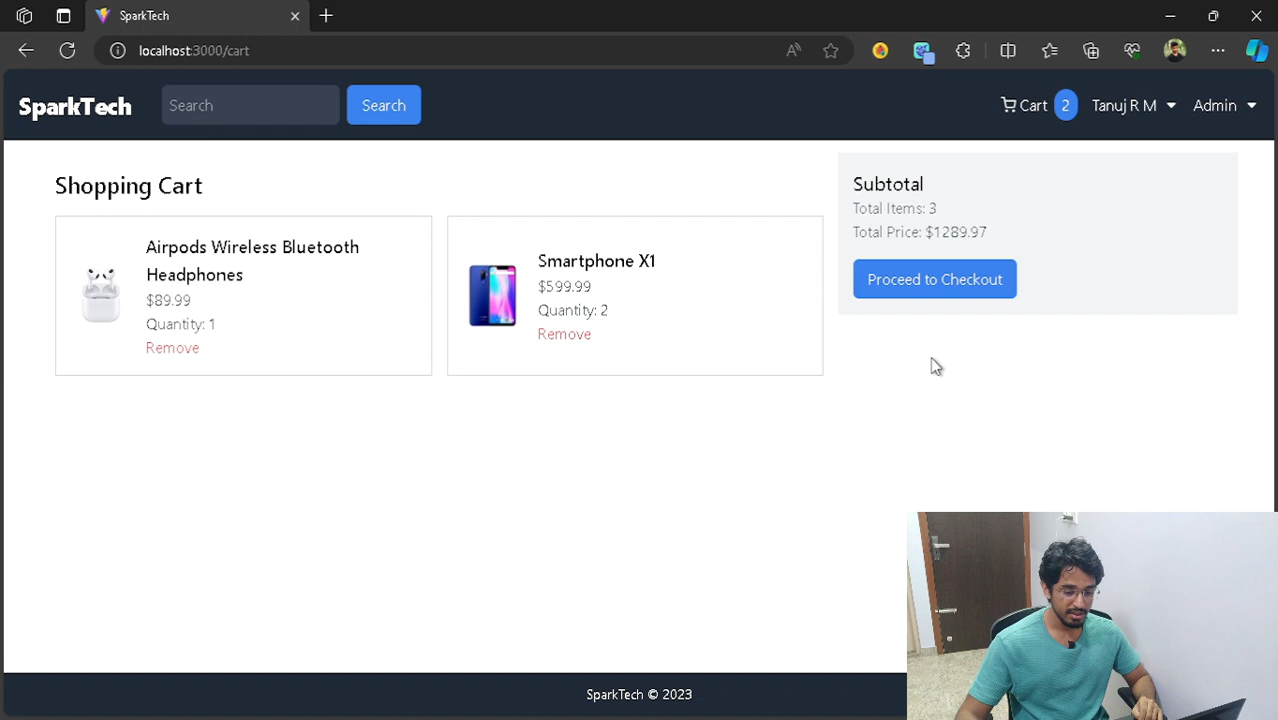 SparkTech
localhost:3000/cart
SparkTech
Search
Search
Cart 2
Tanuj R M
Admin
Shopping Cart
Airpods Wireless Bluetooth
Headphones
$89.99
Quantity: 1
Remove
Smartphone X1
$599.99
Quantity: 2
Remove
Subtotal
Total Items: 3
Total Price: $1289.97
Proceed to Checkout
SparkTech © 2023